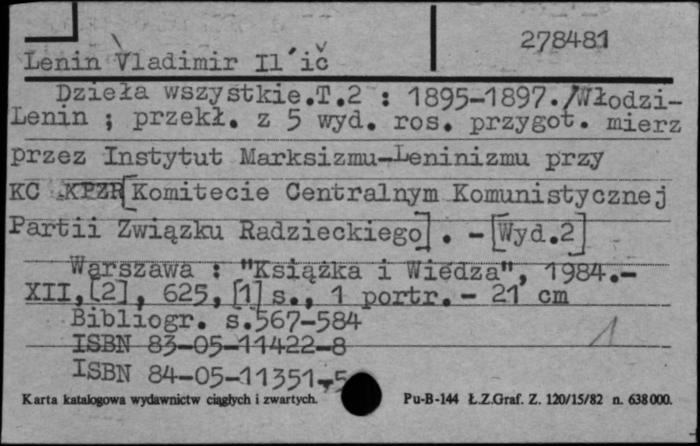 278481
Lenin Vladimir Il´ič
Dzieła wszystkie.T.2 : 1895-1897./Włodzi-
Lenin ; przekł. z 5 wyd. ros. przygot. mierz
przez Instytut Marksizmu-Leninizmu przy
KC KPZR[Komitecie Centralnym Komunistycznej
Partii Związku Radzieckiego]. - [Wyd.2]
Warszawa : "Książka i Wiedza", 1984.-
XII,[2], 625,[1] s., 1 portr. - 21 cm
Bibliogr. s.567-584
ISBN 83-05-11422-8
1
ISBN 84-05-11351-5
Karta katalogowa wydawnictw ciągłych i zwartych. Pu-B-144 Ł.Z.Graf. Z. 120/15/82 n. 638000.